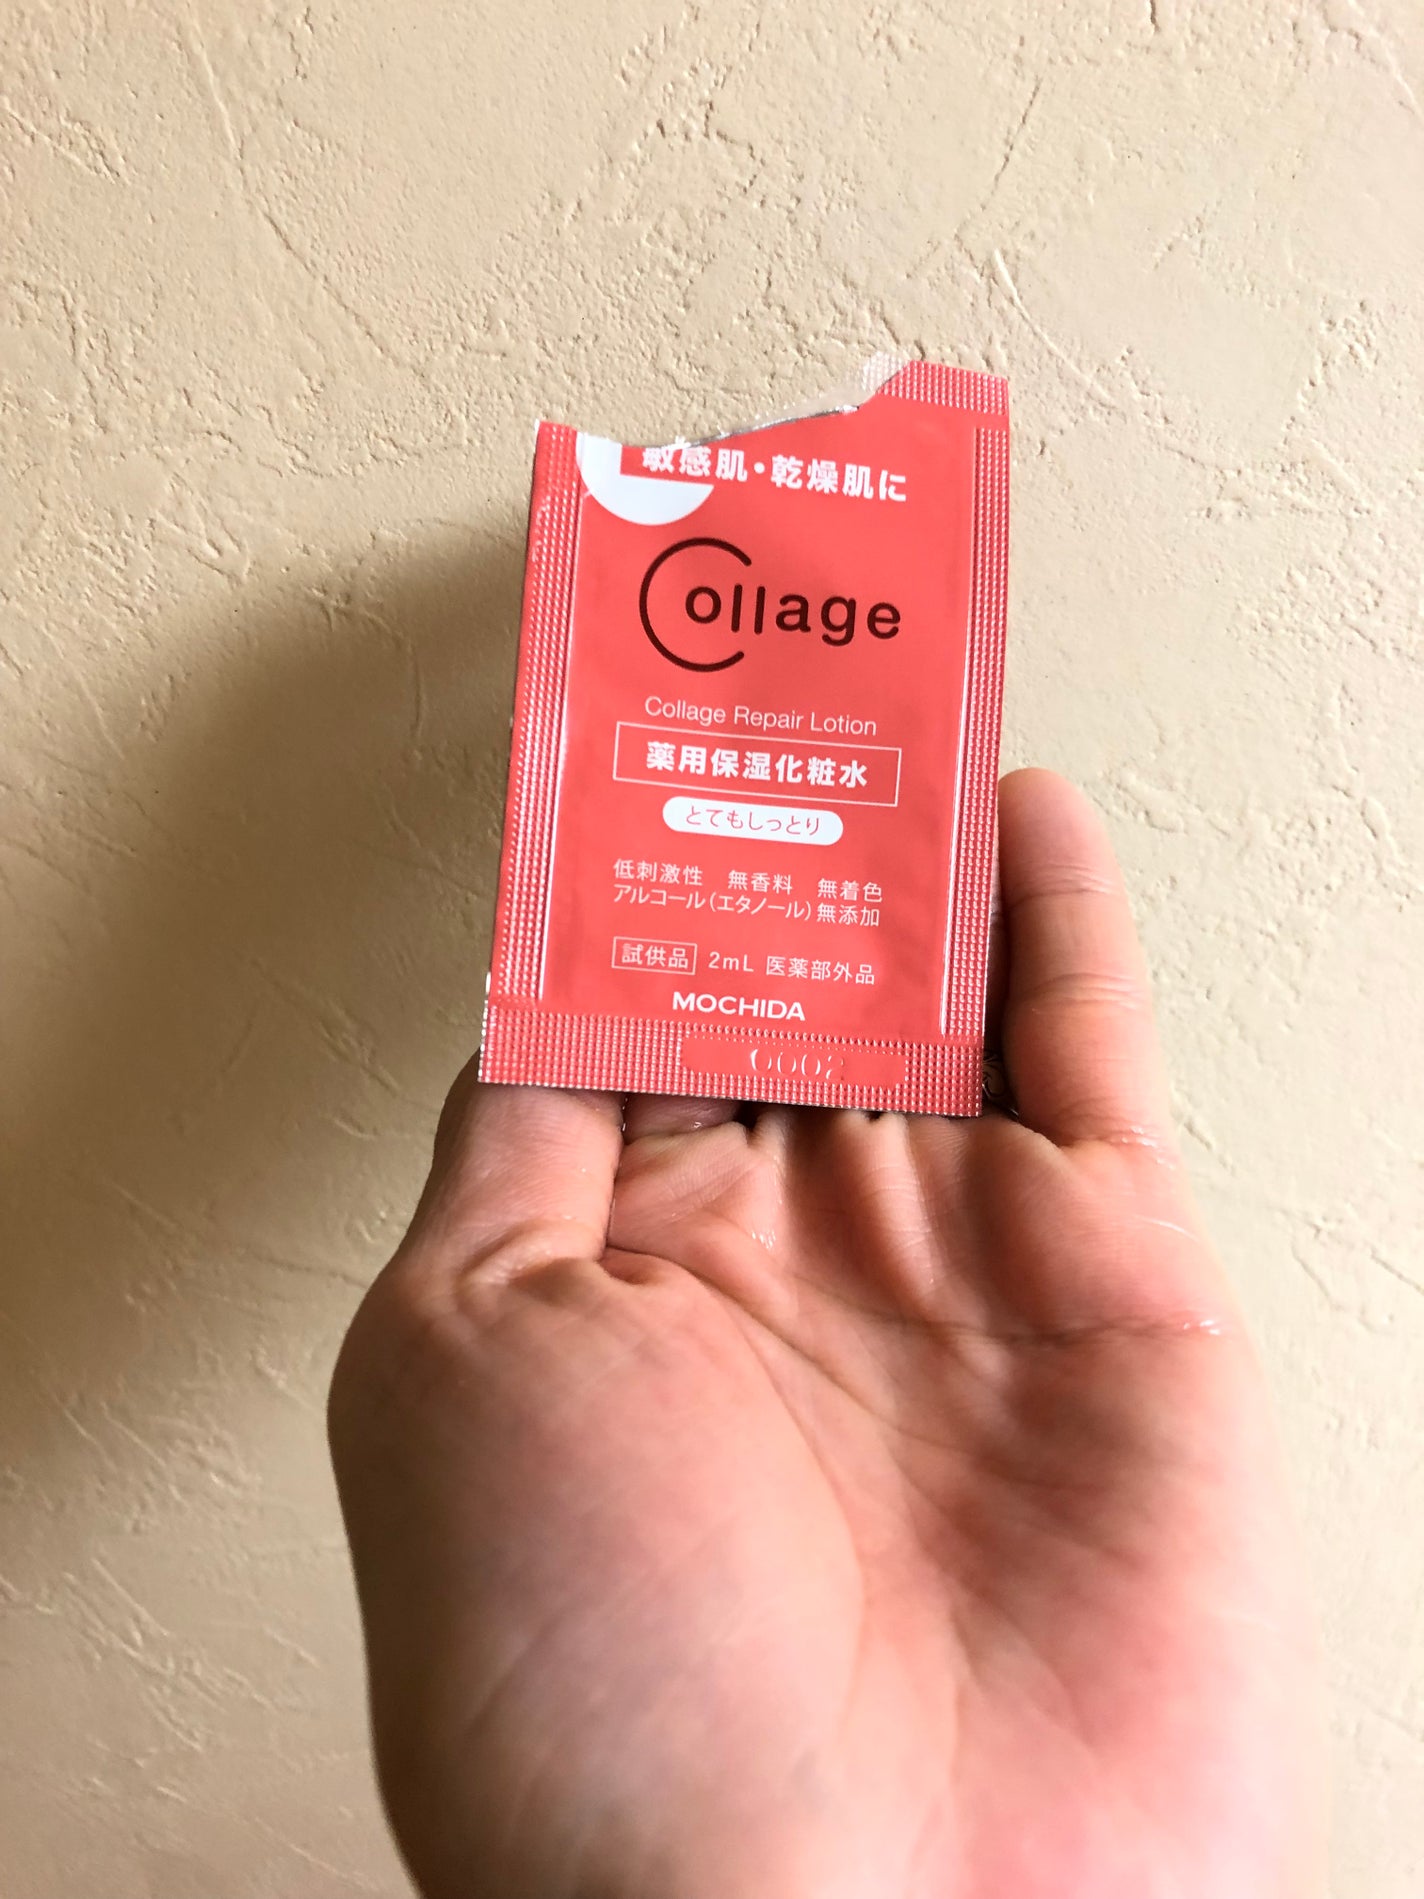 敏感肌・乾燥肌に
Collage
Collage Repair Lotion
薬用保湿化粧水
とてもしっとり
低刺激性 無香料 無着色
アルコール(エタノール)無添加
試供品 2mL 医薬部外品
MOCHIDA